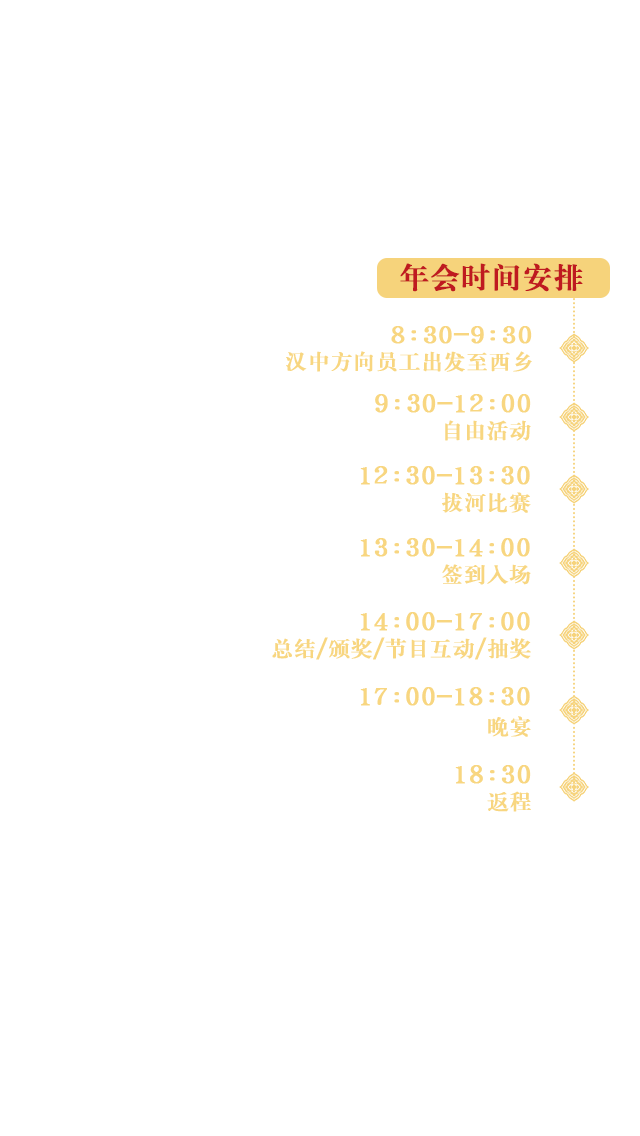 年会时间安排
8:30—9:30
汉中方向员工出发至西乡
9:30—12:00
自由活动
12:30—13:30
拔河比赛
13:30—14:00
签到入场
14:00—17:00
总结/颁奖/节目互动/抽奖
17:00—18:30
晚宴
18:30
返程